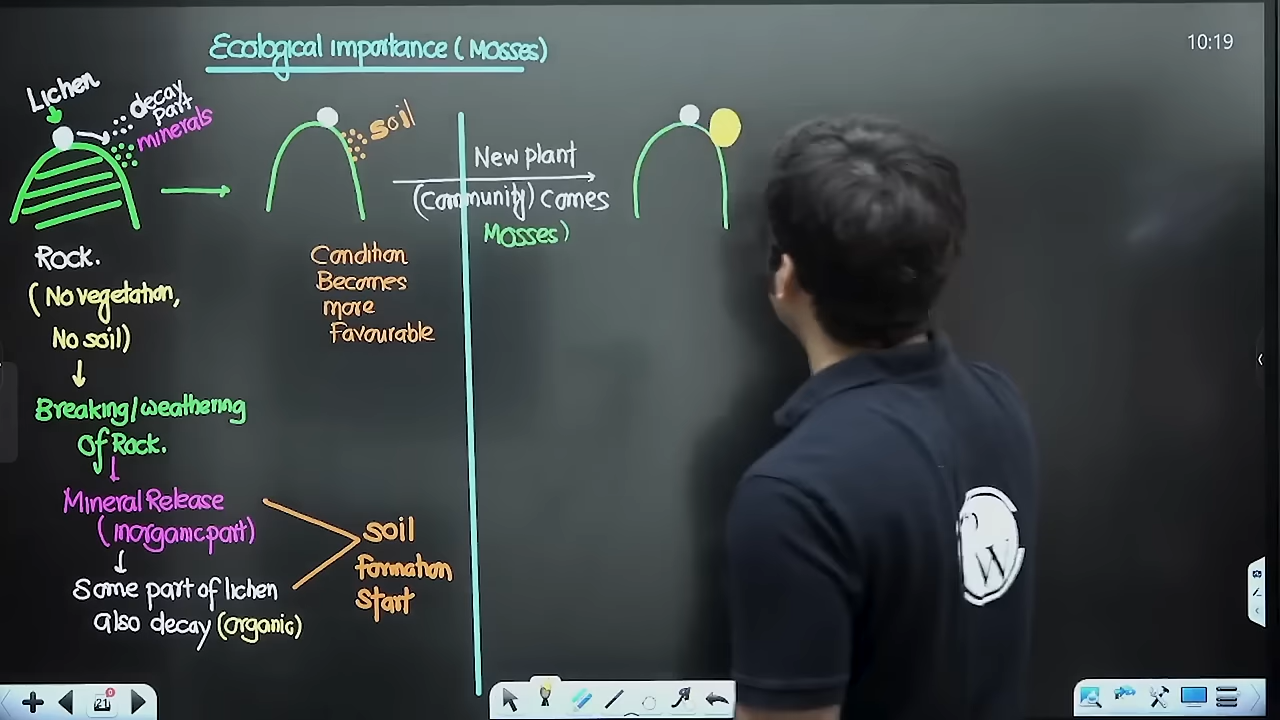 Ecological importance (Mosses)
10:19
Lichen
decay
part
minerals
soil
New plant
(community) comes
Mosses)
Rock.
(No vegetation,
No soil)
Condition
Becomes
more
Favourable
Breaking/weathering
Of Rock.
Mineral Release
(inorganic part)
Some part of lichen
also decay (organic)
soil
formation
start
W
21